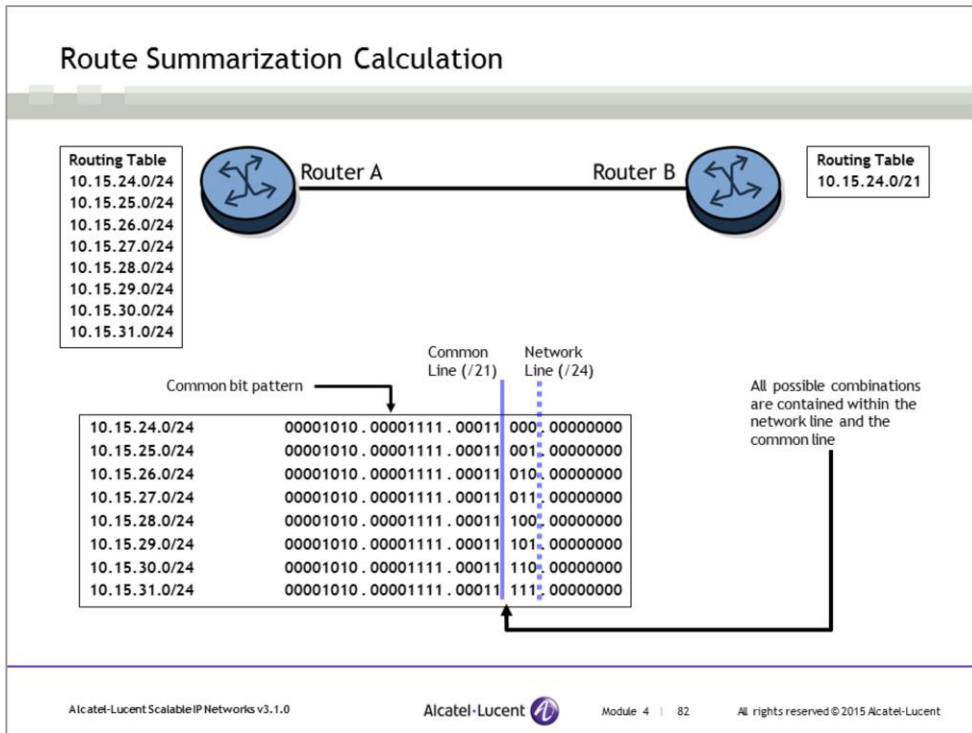 Route Summarization Calculation
Routing Table
10.15.24.0/24
10.15.25.0/24
10.15.26.0/24
10.15.27.0/24
10.15.28.0/24
10.15.29.0/24
10.15.30.0/24
10.15.31.0/24
Router A
Router B
Routing Table
10.15.24.0/21
Common
Line (/21)
Network
Line (/24)
Common bit pattern
All possible combinations
are contained within the
network line and the
common line
10.15.24.0/24 00001010.00001111.00011 000.00000000
10.15.25.0/24 00001010.00001111.00011 001.00000000
10.15.26.0/24 00001010.00001111.00011 010.00000000
10.15.27.0/24 00001010.00001111.00011 011.00000000
10.15.28.0/24 00001010.00001111.00011 100.00000000
10.15.29.0/24 00001010.00001111.00011 101.00000000
10.15.30.0/24 00001010.00001111.00011 110.00000000
10.15.31.0/24 00001010.00001111.00011 111.00000000
Alcatel-Lucent Scalable IP Networks v3.1.0
Alcatel·Lucent
Module 4 | 82
All rights reserved © 2015 Alcatel-Lucent